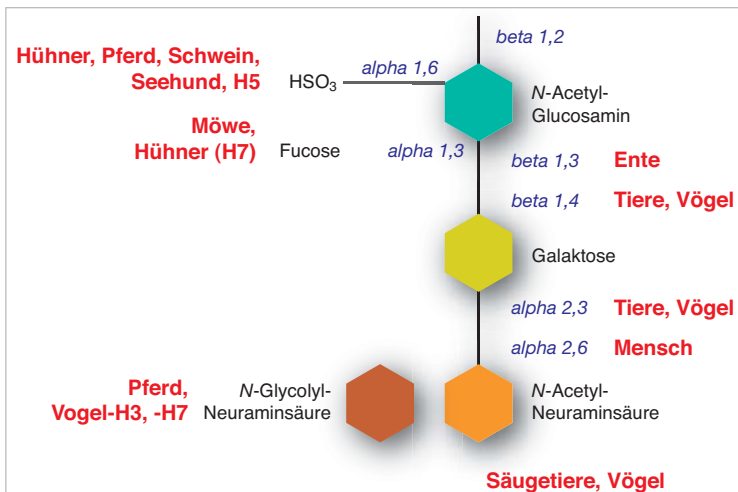 beta 1,2
Hühner, Pferd, Schwein,
Seehund, H5
HSO3
alpha 1,6
N-Acetyl-
Glucosamin
Möwe,
Hühner (H7)
Fucose
alpha 1,3
beta 1,3 Ente
beta 1,4 Tiere, Vögel
Galaktose
alpha 2,3 Tiere, Vögel
alpha 2,6 Mensch
Pferd,
Vogel-H3, -H7
N-Glycolyl-
Neuraminsäure
N-Acetyl-
Neuraminsäure
Säugetiere, Vögel